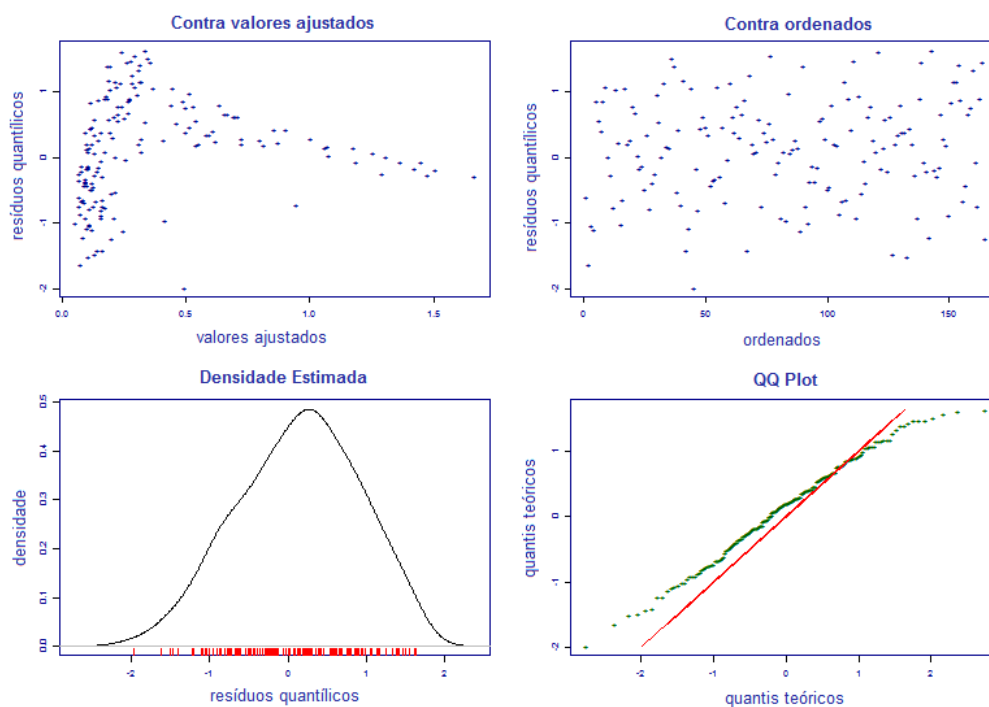 Contra valores ajustados
resíduos quantílicos
1
0
-1
-2
0.0 0.5 1.0 1.5
valores ajustados
Contra ordenados
resíduos quantílicos
1
0
-1
-2
0 50 100 150
ordenados
Densidade Estimada
densidade
0.5
0.4
0.3
0.2
0.1
0.0
-2 -1 0 1 2
resíduos quantílicos
QQ Plot
quantis teóricos
1
0
-1
-2
-2 -1 0 1 2
quantis teóricos